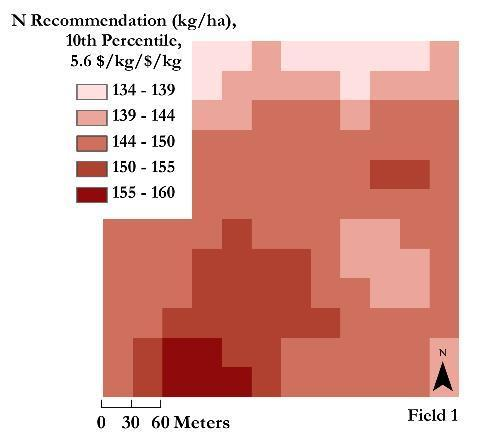 N Recommendation (kg/ha),
10th Percentile,
5.6 $/kg/$/kg
134 - 139
139 - 144
144 - 150
150 - 155
155 - 160
N
0 30 60 Meters
Field 1